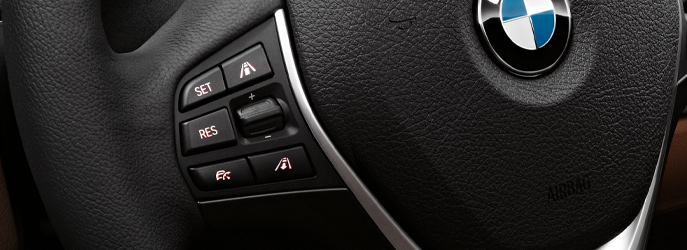 BMW
SET
+
RES
−
AIRBAG